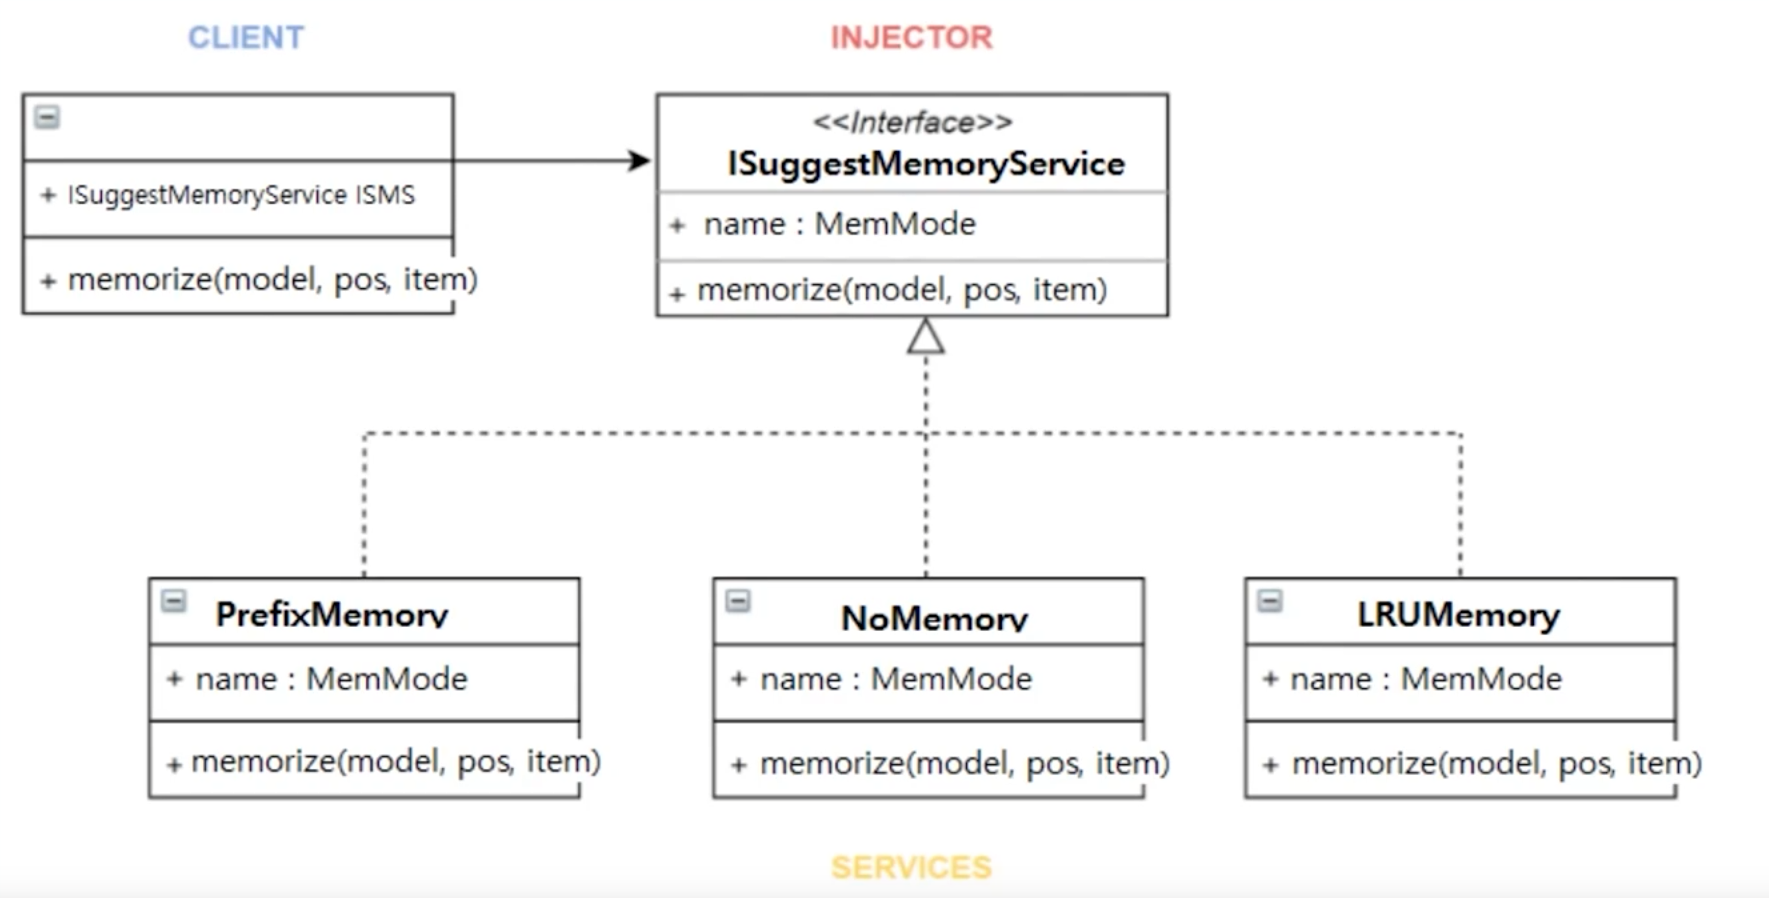 CLIENT
INJECTOR
<<Interface>>
ISuggestMemoryService
+ ISuggestMemoryService ISMS
+ name : MemMode
+ memorize(model, pos, item)
+ memorize(model, pos, item)
PrefixMemory
NoMemory
LRUMemory
+ name : MemMode
+ name : MemMode
+ name : MemMode
+ memorize(model, pos, item)
+ memorize(model, pos, item)
+ memorize(model, pos, item)
SERVICES